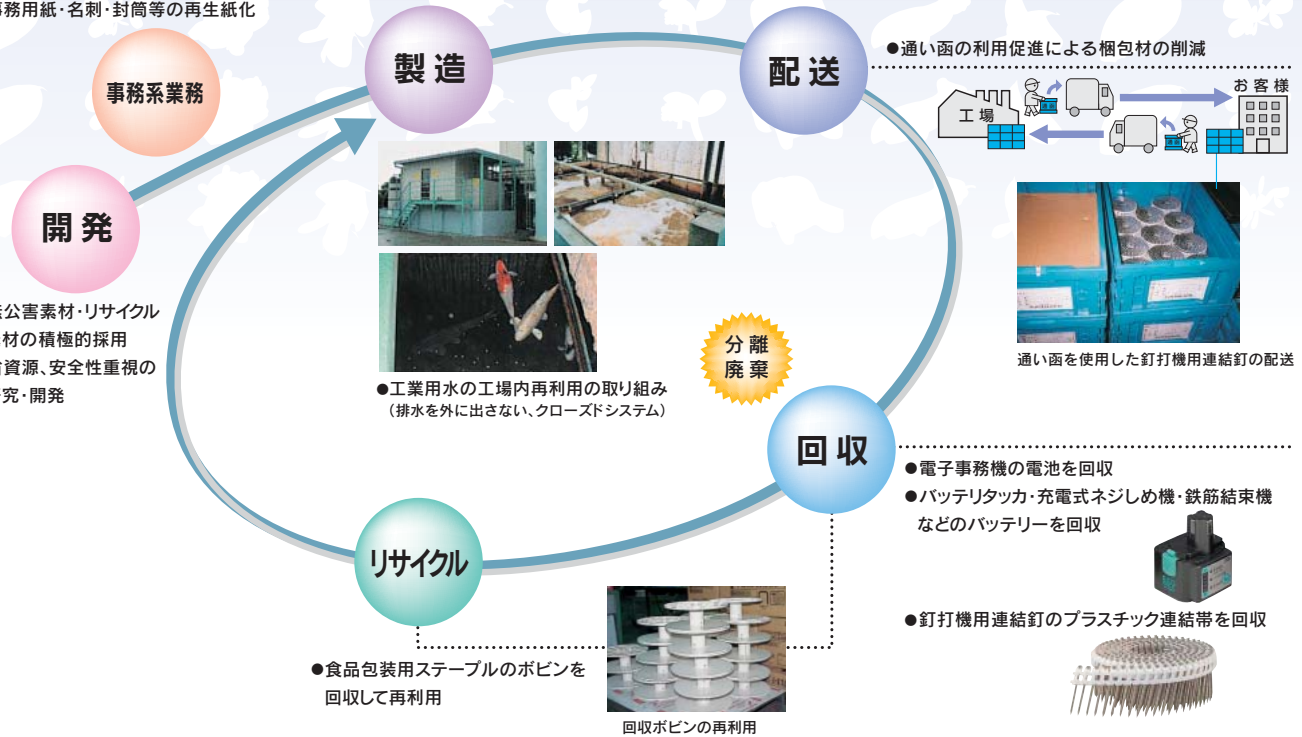 事務用紙・名刺・封筒等の再生紙化
事務系業務
製造
配送
●通い函の利用促進による梱包材の削減
工場
お客様
通い函を使用した釘打機用連結釘の配送
開発
公害素材・リサイクル
材の積極的採用
資源、安全性重視の
究・開発
●工業用水の工場内再利用の取り組み
(排水を外に出さない、クローズドシステム)
分離
廃棄
回収
●電子事務機の電池を回収
●バッテリタッカ・充電式ネジしめ機・鉄筋結束機
などのバッテリーを回収
●釘打機用連結釘のプラスチック連結帯を回収
リサイクル
●食品包装用ステープルのボビンを
回収して再利用
回収ボビンの再利用